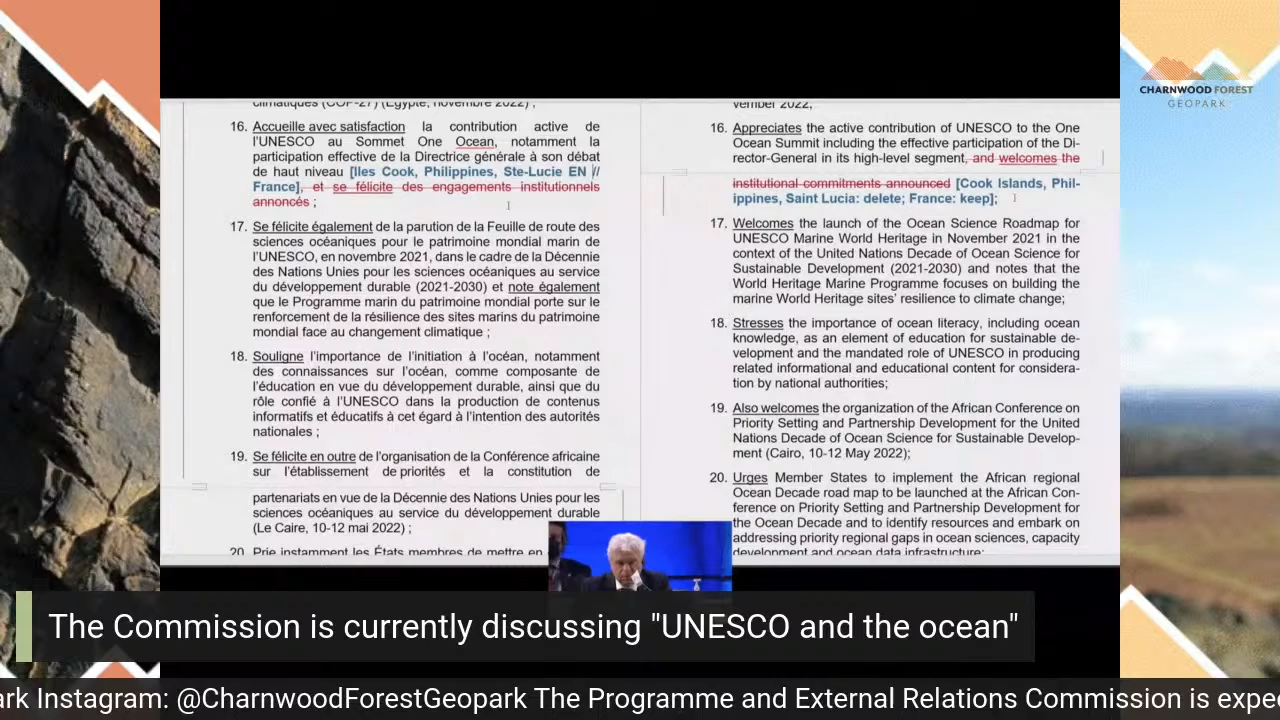 climatiques (COP-27) (Égypte, novembre 2022) ;
16. Accueille avec satisfaction la contribution active de
l'UNESCO au Sommet One Ocean, notamment la
participation effective de la Directrice générale à son débat
de haut niveau [Iles Cook, Philippines, Ste-Lucie EN //
France], et se félicite des engagements institutionnels
annoncés ;
17. Se félicite également de la parution de la Feuille de route des
sciences océaniques pour le patrimoine mondial marin de
l'UNESCO, en novembre 2021, dans le cadre de la Décennie
des Nations Unies pour les sciences océaniques au service
du développement durable (2021-2030) et note également
que le Programme marin du patrimoine mondial porte sur le
renforcement de la résilience des sites marins du patrimoine
mondial face au changement climatique ;
18. Souligne l'importance de l'initiation à l'océan, notamment
des connaissances sur l'océan, comme composante de
l'éducation en vue du développement durable, ainsi que du
rôle confié à l'UNESCO dans la production de contenus
informatifs et éducatifs à cet égard à l'intention des autorités
nationales ;
19. Se félicite en outre de l'organisation de la Conférence africaine
sur l'établissement de priorités et la constitution de
partenariats en vue de la Décennie des Nations Unies pour les
sciences océaniques au service du développement durable
(Le Caire, 10-12 mai 2022) ;
20. Prie instamment les États membres de mettre en
vember 2022;
16. Appreciates the active contribution of UNESCO to the One
Ocean Summit including the effective participation of the Di-
rector-General in its high-level segment, and welcomes the
institutional commitments announced [Cook Islands, Phil-
ippines, Saint Lucia: delete; France: keep];
17. Welcomes the launch of the Ocean Science Roadmap for
UNESCO Marine World Heritage in November 2021 in the
context of the United Nations Decade of Ocean Science for
Sustainable Development (2021-2030) and notes that the
World Heritage Marine Programme focuses on building the
marine World Heritage sites' resilience to climate change;
18. Stresses the importance of ocean literacy, including ocean
knowledge, as an element of education for sustainable de-
velopment and the mandated role of UNESCO in producing
related informational and educational content for considera-
tion by national authorities;
19. Also welcomes the organization of the African Conference on
Priority Setting and Partnership Development for the United
Nations Decade of Ocean Science for Sustainable Develop-
ment (Cairo, 10-12 May 2022);
20. Urges Member States to implement the African regional
Ocean Decade road map to be launched at the African Con-
ference on Priority Setting and Partnership Development for
the Ocean Decade and to identify resources and embark on
addressing priority regional gaps in ocean sciences, capacity
development and ocean data infrastructure;
CHARNWOOD FOREST
GEOPARK
The Commission is currently discussing "UNESCO and the ocean"
ark Instagram: @CharnwoodForestGeopark The Programme and External Relations Commission is expe